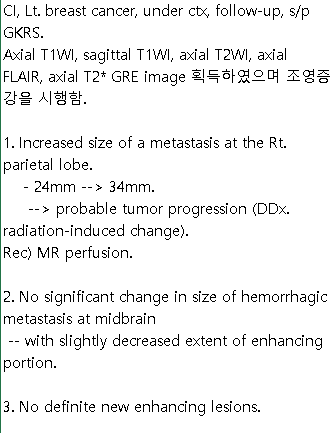 CI, Lt. breast cancer, under ctx, follow-up, s/p
GKRS.
Axial T1WI, sagittal T1WI, axial T2WI, axial
FLAIR, axial T2* GRE image 획득하였으며 조영증
강을 시행함.

1. Increased size of a metastasis at the Rt.
parietal lobe.
- 24mm --> 34mm.
--> probable tumor progression (DDx.
radiation-induced change).
Rec) MR perfusion.

2. No significant change in size of hemorrhagic
metastasis at midbrain
-- with slightly decreased extent of enhancing
portion.

3. No definite new enhancing lesions.